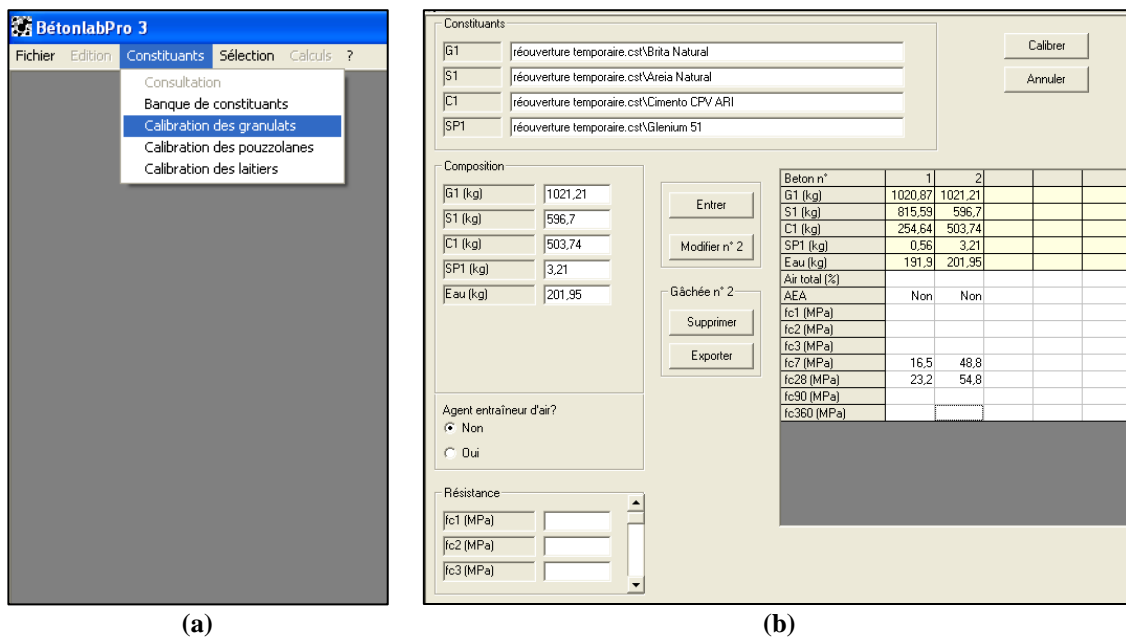 BétonlabPro 3
Fichier Edition Constituants Sélection Calculs ?
Consultation
Banque de constituants
Calibration des granulats
Calibration des pouzzolanes
Calibration des laitiers
(a)
Constituants
G1 réouverture temporaire.cst\Brita Natural
S1 réouverture temporaire.cst\Areia Natural
C1 réouverture temporaire.cst\Cimento CPV ARI
SP1 réouverture temporaire.cst\Glenium 51
Calibrer
Annuler
Composition
G1 (kg) 1021,21
S1 (kg) 596,7
C1 (kg) 503,74
SP1 (kg) 3,21
Eau (kg) 201,95
Agent entraîneur d'air?
Non
Oui
Résistance
fc1 (MPa)
fc2 (MPa)
fc3 (MPa)
Entrer
Modifier n° 2
Gâchée n° 2
Supprimer
Exporter
Beton n° 1 2
G1 (kg) 1020,87 1021,21
S1 (kg) 815,59 596,7
C1 (kg) 254,64 503,74
SP1 (kg) 0,56 3,21
Eau (kg) 191,9 201,95
Air total (%)
AEA Non Non
fc1 (MPa)
fc2 (MPa)
fc3 (MPa)
fc7 (MPa) 16,5 48,8
fc28 (MPa) 23,2 54,8
fc90 (MPa)
fc360 (MPa)
(b)